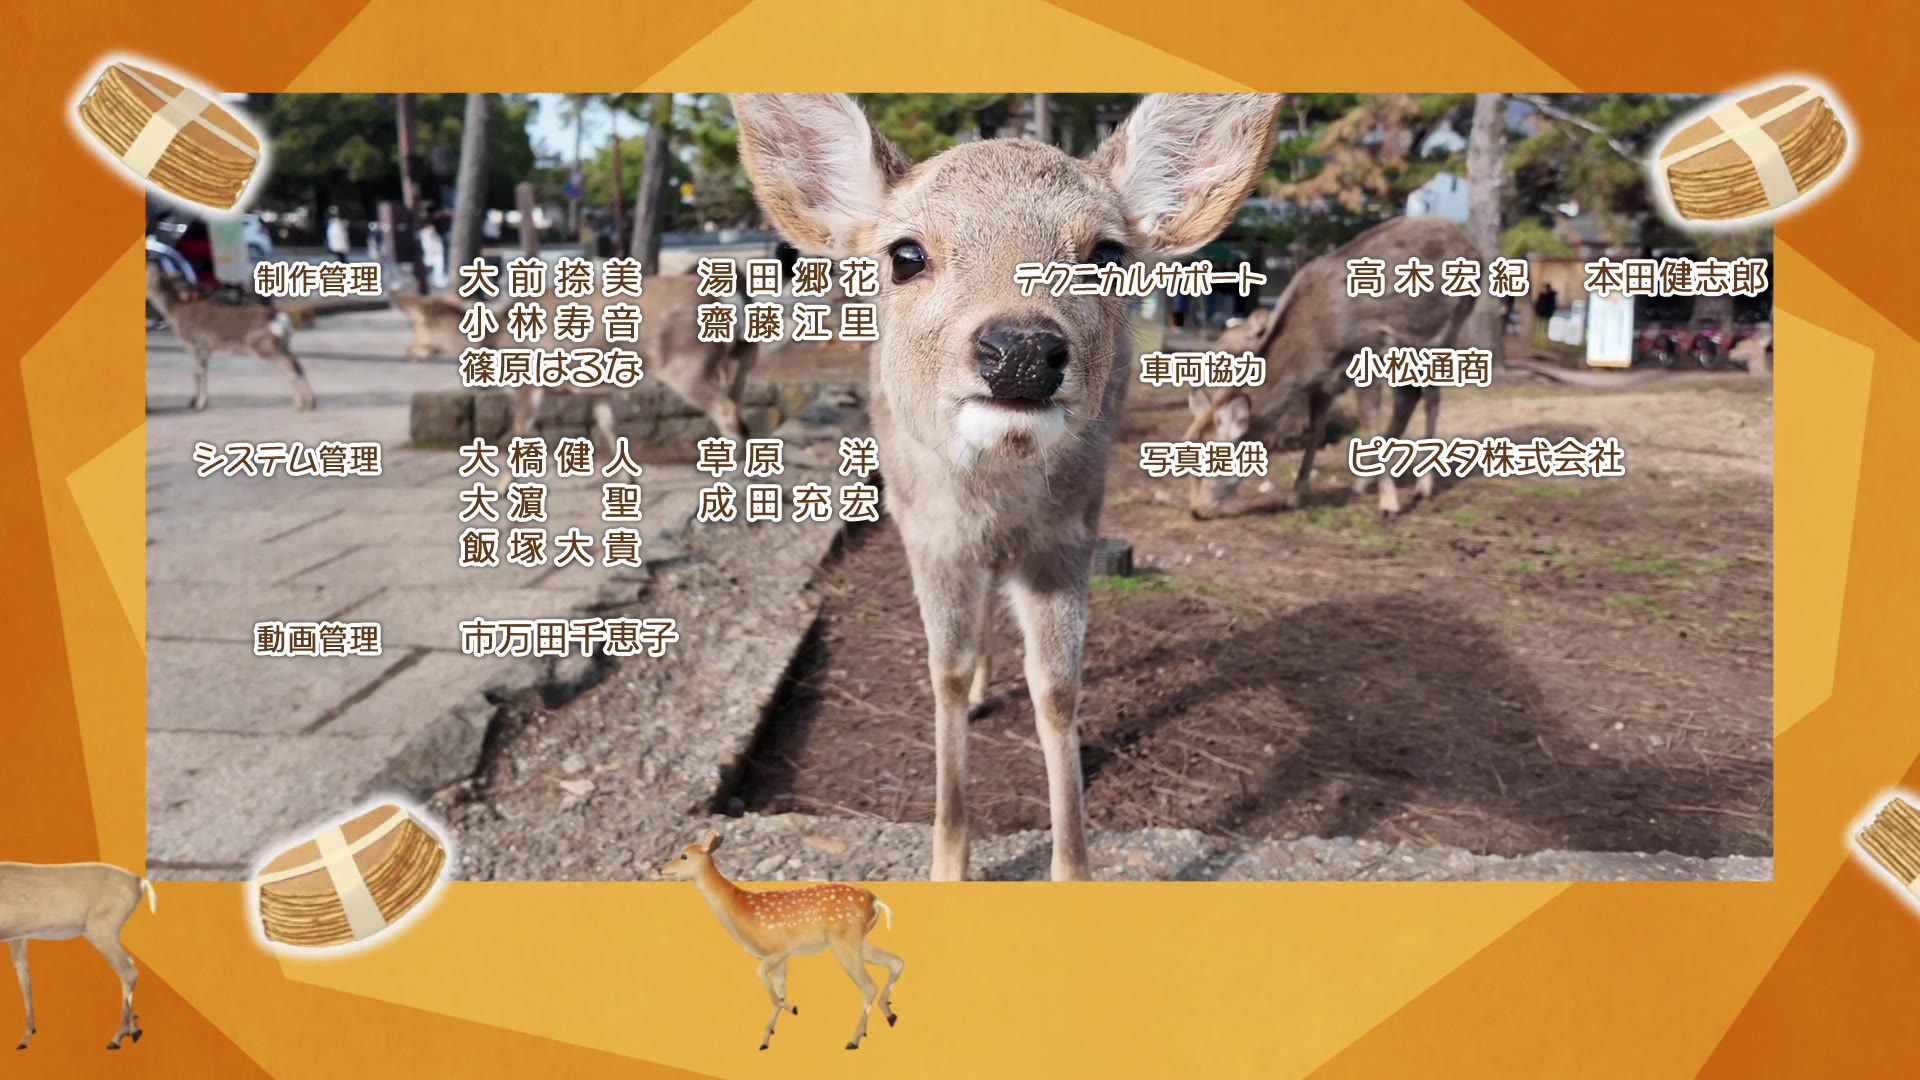 制作管理 大前捺美 湯田郷花
小林寿音 齋藤江里
篠原はるな
システム管理 大橋健人 草原洋
大濵聖 成田充宏
飯塚大貴
動画管理 市万田千恵子
テクニカルサポート 高木宏紀 本田健志郎
車両協力 小松通商
写真提供 ピクスタ株式会社